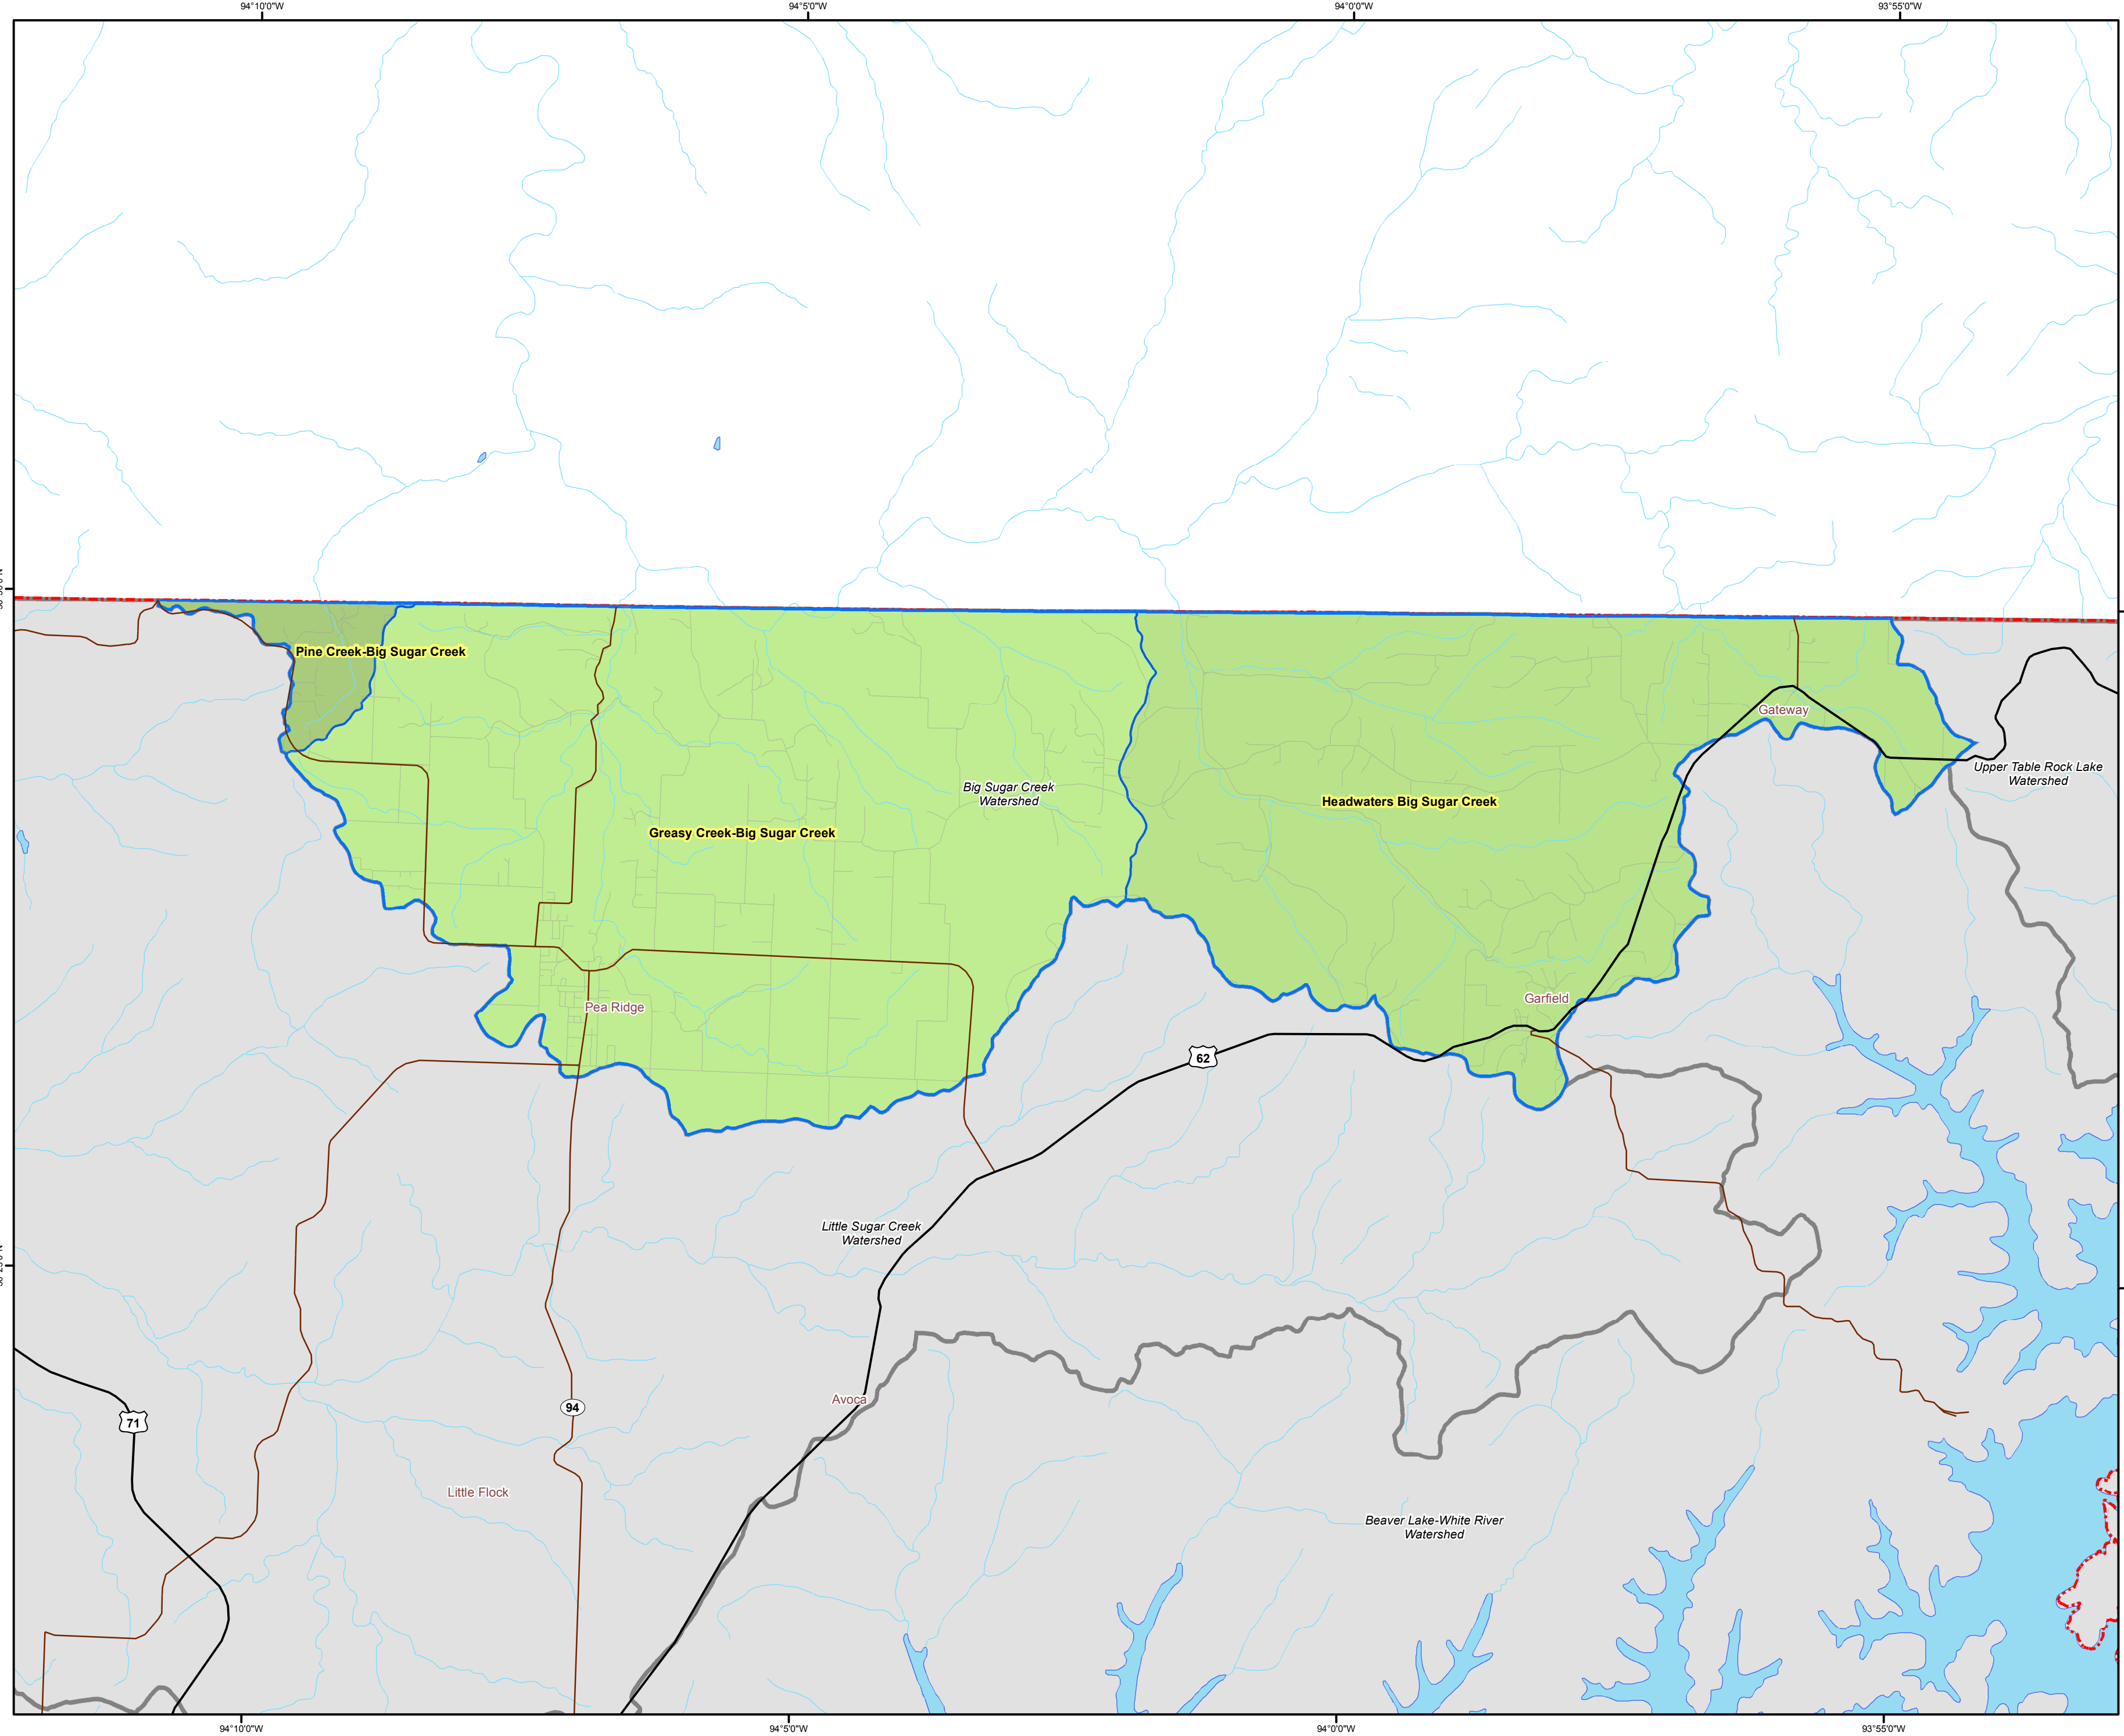 94°10'0"W
94°5'0"W
94°0'0"W
93°55'0"W
Pine Creek-Big Sugar Creek
Gateway
Upper Table Rock Lake
Watershed
Big Sugar Creek
Watershed
Headwaters Big Sugar Creek
Greasy Creek-Big Sugar Creek
Garfield
Pea Ridge
62
Little Sugar Creek
Watershed
Avoca
94
71
Little Flock
Beaver Lake-White River
Watershed
94°10'0"W
94°5'0"W
94°0'0"W
93°55'0"W